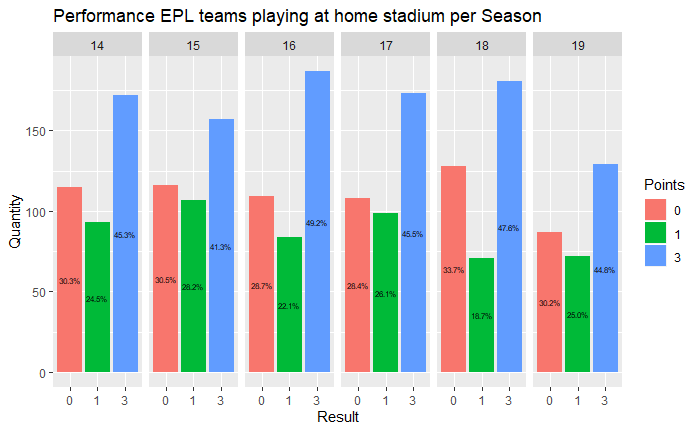 Performance EPL teams playing at home stadium per Season
14 15 16 17 18 19
Quantity
150
100
50
0
30.3% 24.5% 45.3%
30.5% 28.2% 41.3%
28.7% 22.1% 49.2%
28.4% 26.1% 45.5%
33.7% 18.7% 47.6%
30.2% 25.0% 44.8%
0 1 3 0 1 3 0 1 3 0 1 3 0 1 3 0 1 3
Result
Points
0
1
3